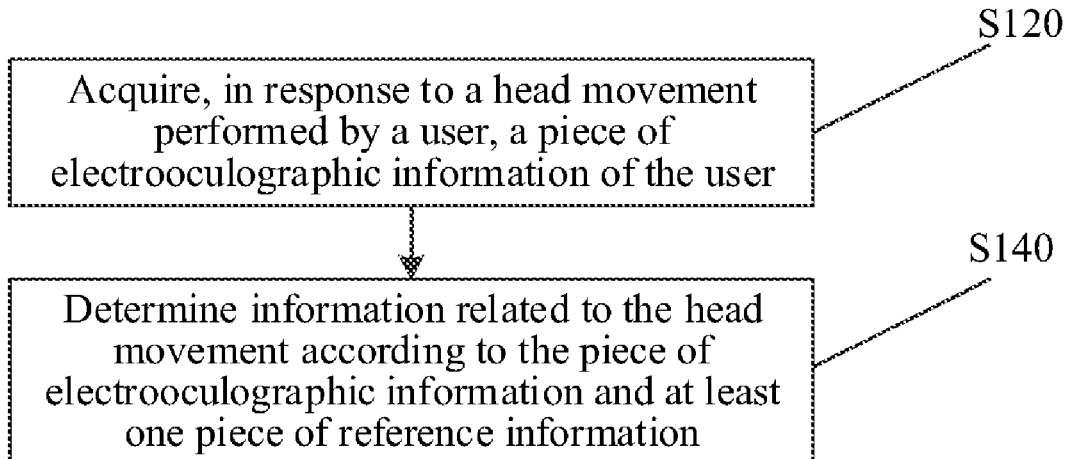 S120
Acquire, in response to a head movement
performed by a user, a piece of
electrooculographic information of the user
S140
Determine information related to the head
movement according to the piece of
electrooculographic information and at least
one piece of reference information